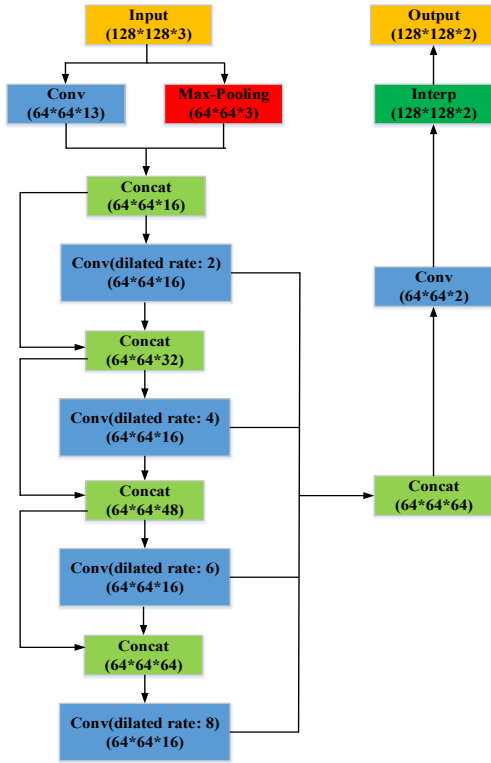 Input
(128*128*3)
Conv
(64*64*13)
Max-Pooling
(64*64*3)
Concat
(64*64*16)
Conv(dilated rate: 2)
(64*64*16)
Concat
(64*64*32)
Conv(dilated rate: 4)
(64*64*16)
Concat
(64*64*48)
Conv(dilated rate: 6)
(64*64*16)
Concat
(64*64*64)
Conv(dilated rate: 8)
(64*64*16)
Output
(128*128*2)
Interp
(128*128*2)
Conv
(64*64*2)
Concat
(64*64*64)